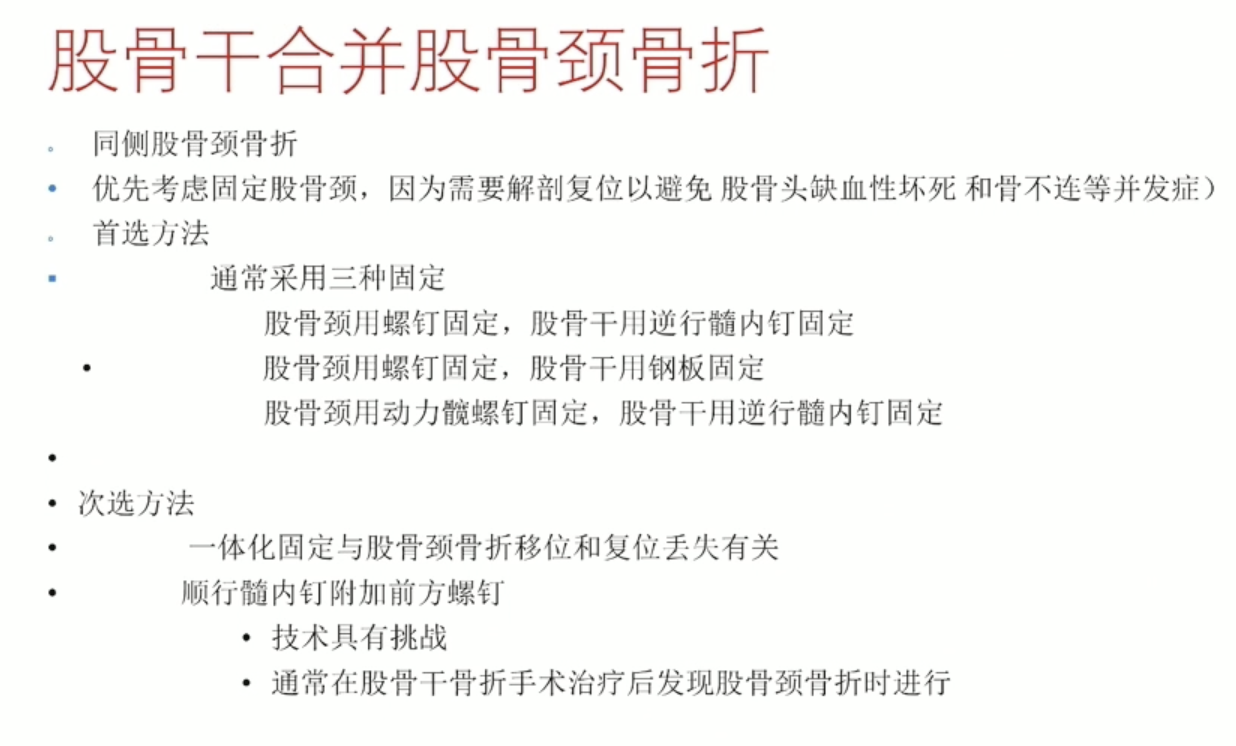 股骨干合并股骨颈骨折
同侧股骨颈骨折
优先考虑固定股骨颈，因为需要解剖复位以避免 股骨头缺血性坏死 和骨不连等并发症）
首选方法
通常采用三种固定
股骨颈用螺钉固定，股骨干用逆行髓内钉固定
股骨颈用螺钉固定，股骨干用钢板固定
股骨颈用动力髋螺钉固定，股骨干用逆行髓内钉固定
次选方法
一体化固定与股骨颈骨折移位和复位丢失有关
顺行髓内钉附加前方螺钉
技术具有挑战
通常在股骨干骨折手术治疗后发现股骨颈骨折时进行